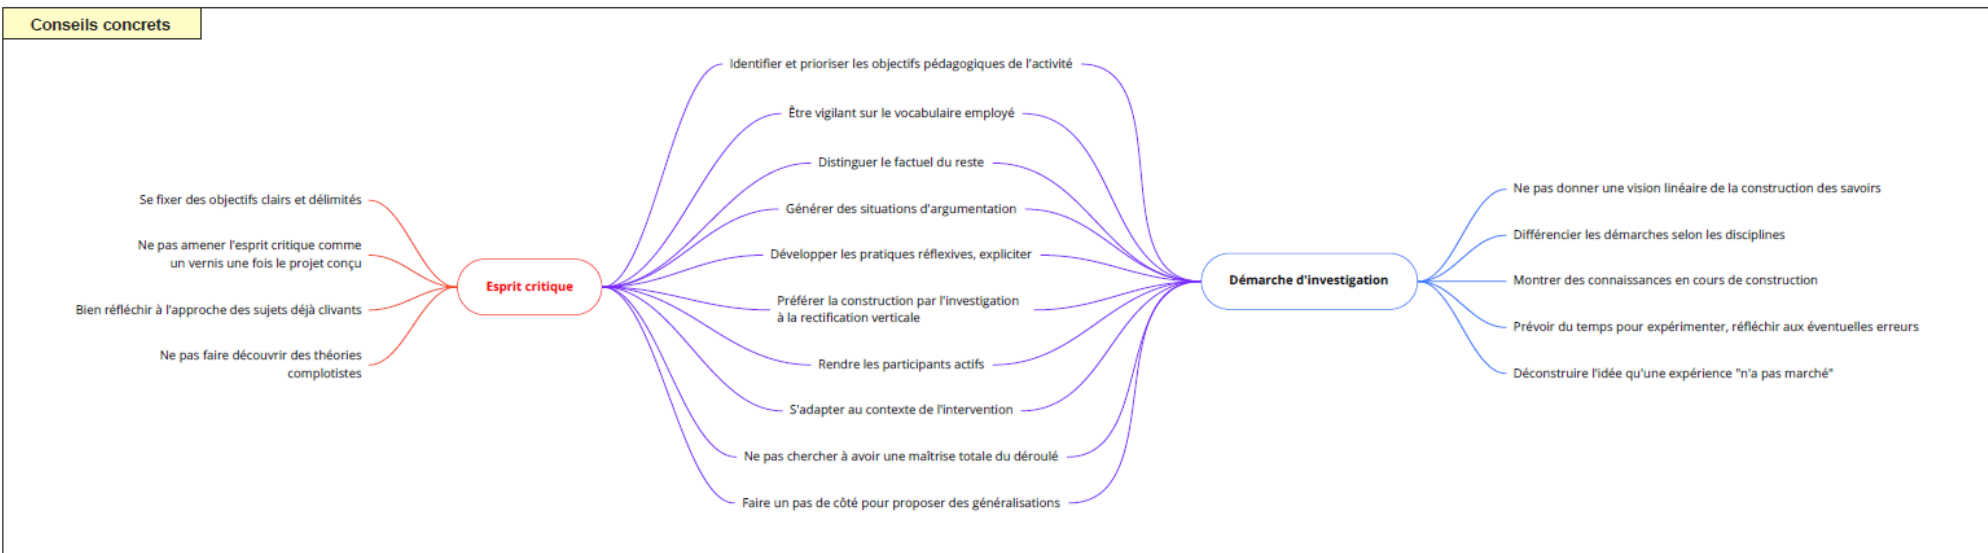 Conseils concrets
Se fixer des objectifs clairs et délimités
Ne pas amener l'esprit critique comme
un vernis une fois le projet conçu
Bien réfléchir à l'approche des sujets déjà clivants
Ne pas faire découvrir des théories
complotistes
Esprit critique
Identifier et prioriser les objectifs pédagogiques de l'activité
Être vigilant sur le vocabulaire employé
Distinguer le factuel du reste
Générer des situations d'argumentation
Développer les pratiques réflexives, expliciter
Préférer la construction par l'investigation
à la rectification verticale
Rendre les participants actifs
S'adapter au contexte de l'intervention
Ne pas chercher à avoir une maîtrise totale du déroulé
Faire un pas de côté pour proposer des généralisations
Démarche d'investigation
Ne pas donner une vision linéaire de la construction des savoirs
Différencier les démarches selon les disciplines
Montrer des connaissances en cours de construction
Prévoir du temps pour expérimenter, réfléchir aux éventuelles erreurs
Déconstruire l'idée qu'une expérience "n'a pas marché"